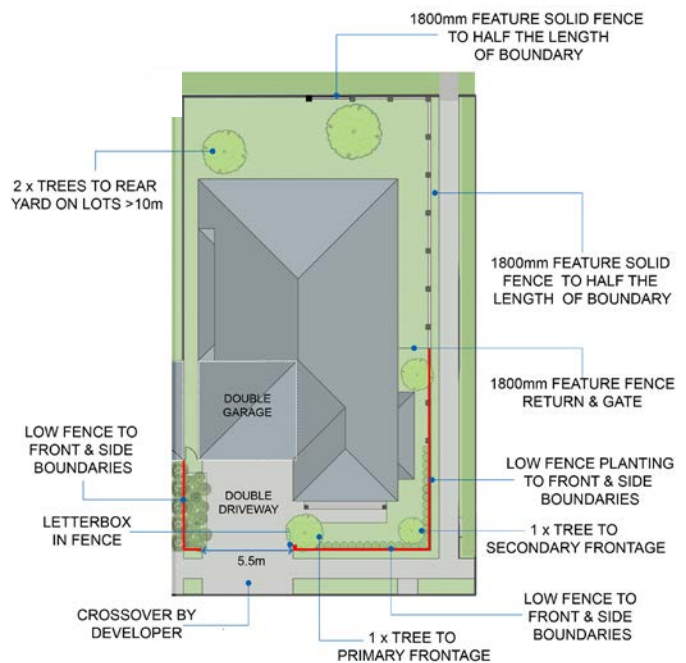 1800mm FEATURE SOLID FENCE
TO HALF THE LENGTH
OF BOUNDARY
2 x TREES TO REAR
YARD ON LOTS >10m
1800mm FEATURE SOLID
FENCE TO HALF THE
LENGTH OF BOUNDARY
1800mm FEATURE FENCE
RETURN & GATE
DOUBLE
GARAGE
LOW FENCE TO
FRONT & SIDE
BOUNDARIES
DOUBLE
DRIVEWAY
LOW FENCE PLANTING
TO FRONT & SIDE
BOUNDARIES
LETTERBOX
IN FENCE
1 x TREE TO
SECONDARY FRONTAGE
5.5m
CROSSOVER BY
DEVELOPER
LOW FENCE TO
FRONT & SIDE
BOUNDARIES
1 x TREE TO
PRIMARY FRONTAGE